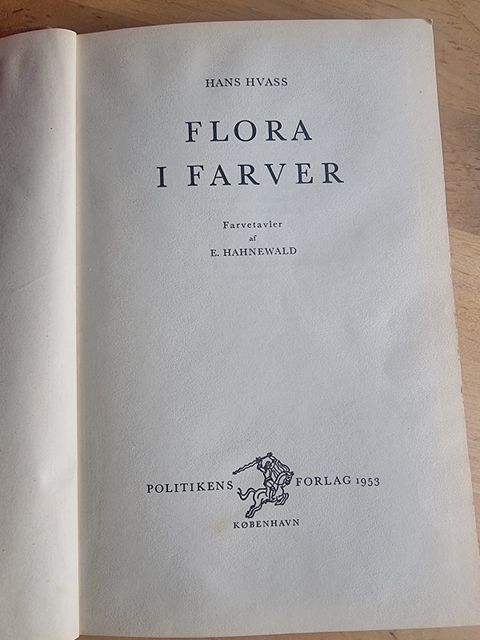 HANS HVASS
FLORA
I FARVER
Farvetavler
af
E. HAHNEWALD
POLITIKENS FORLAG 1953
KØBENHAVN